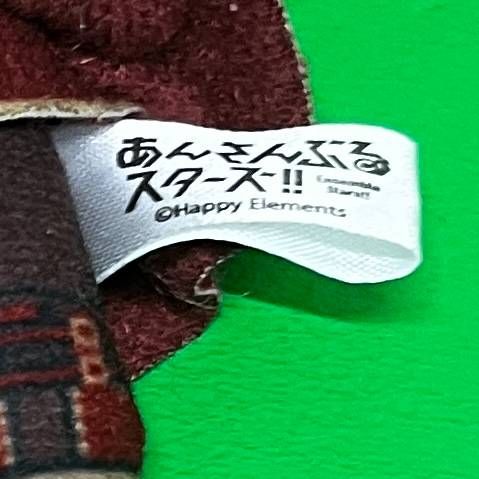 あんさんぶる
スターズ!!
Ensemble
Stars!!
©Happy Elements